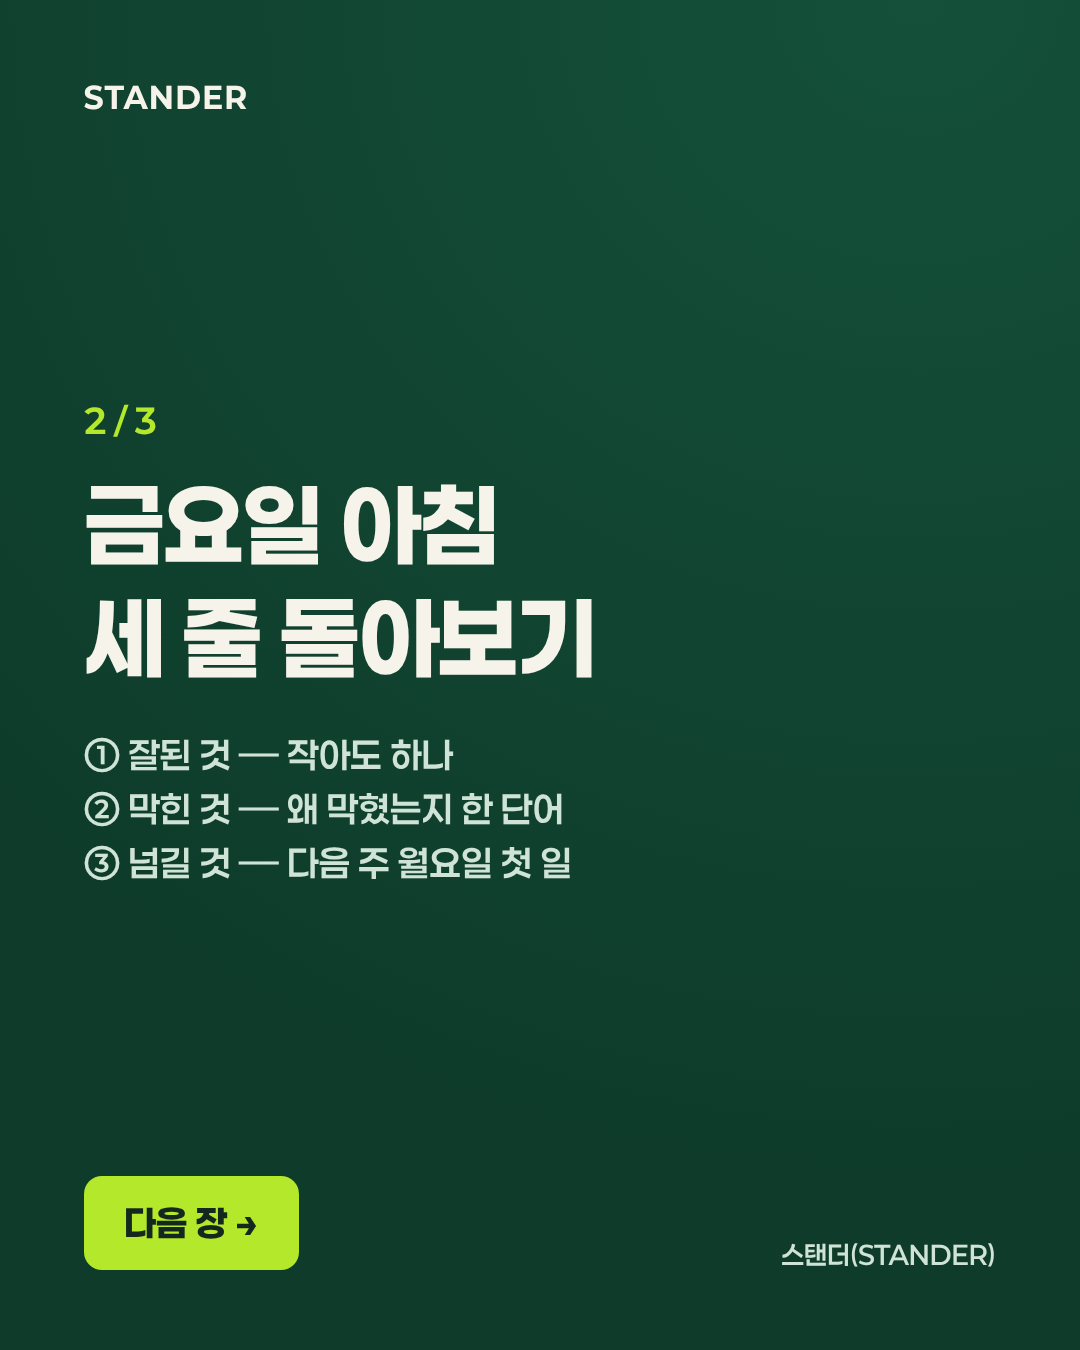 STANDER
2 / 3
금요일 아침
세 줄 돌아보기
① 잘된 것 — 작아도 하나
② 막힌 것 — 왜 막혔는지 한 단어
③ 넘길 것 — 다음 주 월요일 첫 일
다음 장 →
스탠더(STANDER)